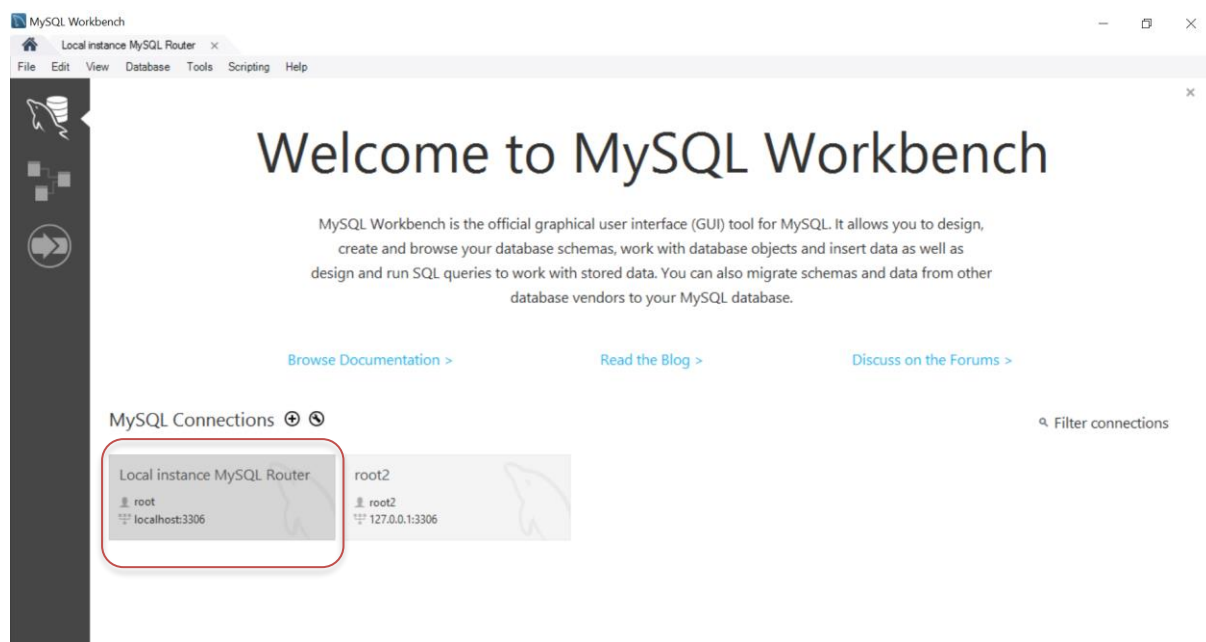 MySQL Workbench
Local instance MySQL Router
File Edit View Database Tools Scripting Help
Welcome to MySQL Workbench
MySQL Workbench is the official graphical user interface (GUI) tool for MySQL. It allows you to design,
create and browse your database schemas, work with database objects and insert data as well as
design and run SQL queries to work with stored data. You can also migrate schemas and data from other
database vendors to your MySQL database.
Browse Documentation > Read the Blog > Discuss on the Forums >
MySQL Connections
Filter connections
Local instance MySQL Router
root
localhost:3306
root2
root2
127.0.0.1:3306